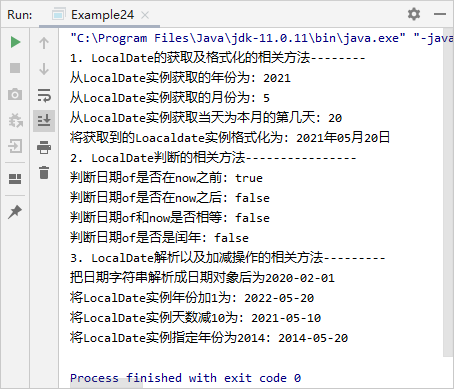 Run: Example24
"C:\Program Files\Java\jdk-11.0.11\bin\java.exe" "-jav
1. LocalDate的获取及格式化的相关方法--------
从LocalDate实例获取的年份为: 2021
从LocalDate实例获取的月份为: 5
从LocalDate实例获取当天为本月的第几天: 20
将获取到的Loacaldate实例格式化为: 2021年05月20日
2. LocalDate判断的相关方法----------------
判断日期of是否在now之前: true
判断日期of是否在now之后: false
判断日期of和now是否相等: false
判断日期of是否是闰年: false
3. LocalDate解析以及加减操作的相关方法---------
把日期字符串解析成日期对象后为2020-02-01
将LocalDate实例年份加1为: 2022-05-20
将LocalDate实例天数减10为: 2021-05-10
将LocalDate实例指定年份为2014: 2014-05-20
Process finished with exit code 0